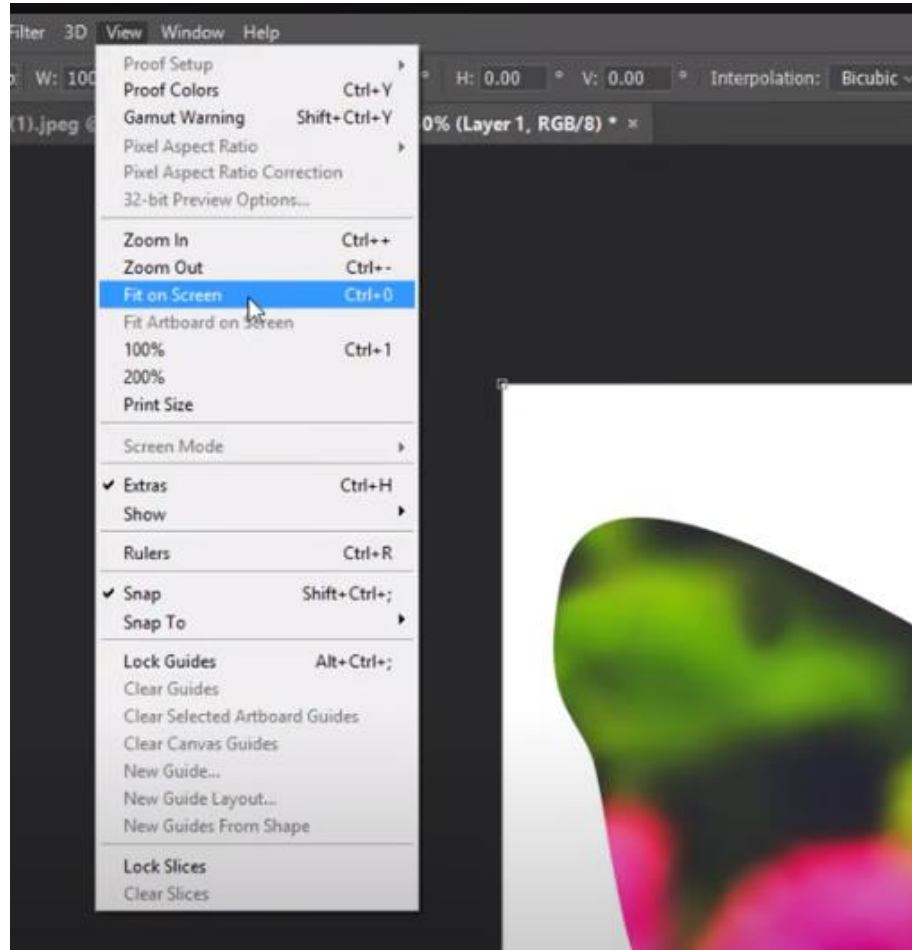 Filter 3D View Window Help
W: 100 ° H: 0.00 ° V: 0.00 ° Interpolation: Bicubic
(1).jpeg 0% (Layer 1, RGB/8) * ×
Proof Setup
Proof Colors Ctrl+Y
Gamut Warning Shift+Ctrl+Y
Pixel Aspect Ratio
Pixel Aspect Ratio Correction
32-bit Preview Options...
Zoom In Ctrl++
Zoom Out Ctrl+-
Fit on Screen Ctrl+0
Fit Artboard on Screen
100% Ctrl+1
200%
Print Size
Screen Mode
Extras Ctrl+H
Show
Rulers Ctrl+R
Snap Shift+Ctrl+;
Snap To
Lock Guides Alt+Ctrl+;
Clear Guides
Clear Selected Artboard Guides
Clear Canvas Guides
New Guide...
New Guide Layout...
New Guides From Shape
Lock Slices
Clear Slices